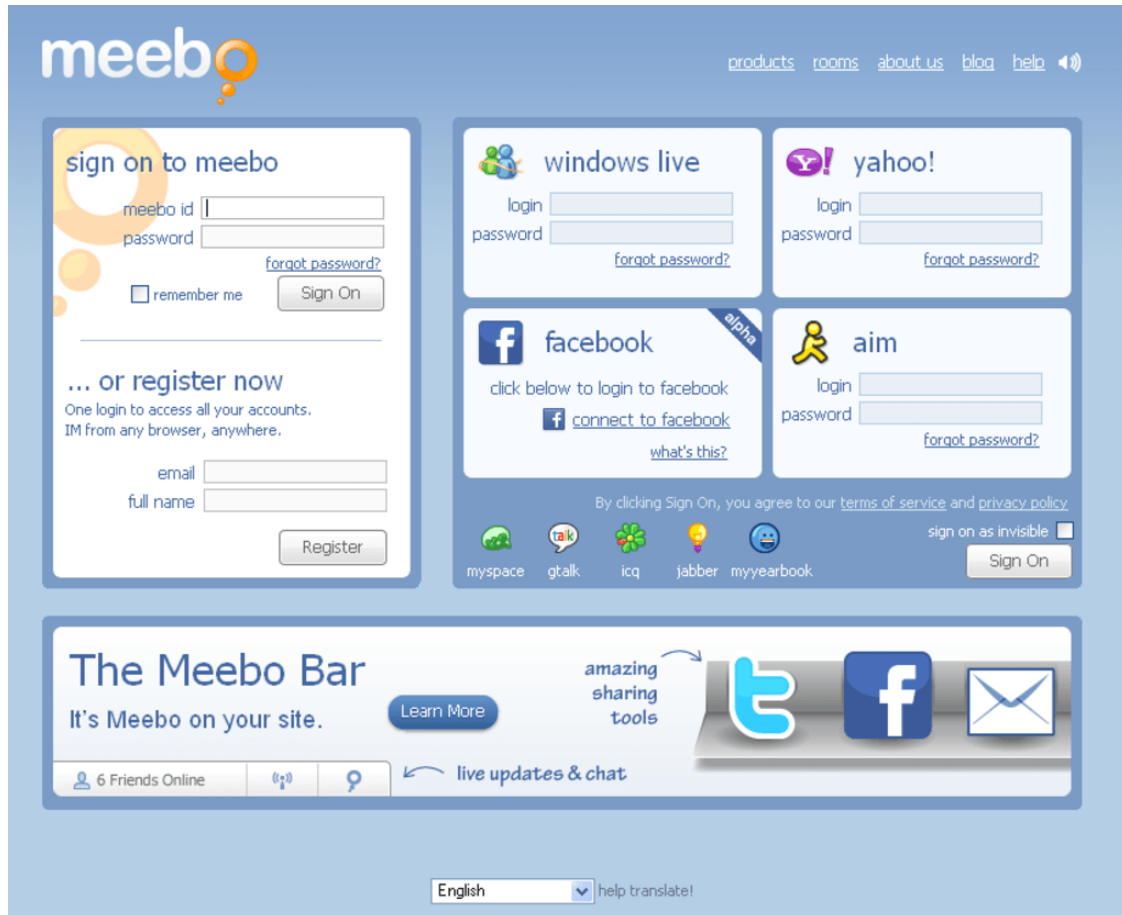 meebo
products rooms about us blog help
sign on to meebo
meebo id
password
forgot password?
remember me
Sign On
... or register now
One login to access all your accounts.
IM from any browser, anywhere.
email
full name
Register
windows live
login
password
forgot password?
yahoo!
login
password
forgot password?
facebook
alpha
click below to login to facebook
connect to facebook
what's this?
aim
login
password
forgot password?
By clicking Sign On, you agree to our terms of service and privacy policy
talk
myspace gtalk icq jabber myyearbook
sign on as invisible
Sign On
The Meebo Bar
It's Meebo on your site.
Learn More
amazing
sharing
tools
6 Friends Online
live updates & chat
English
help translate!